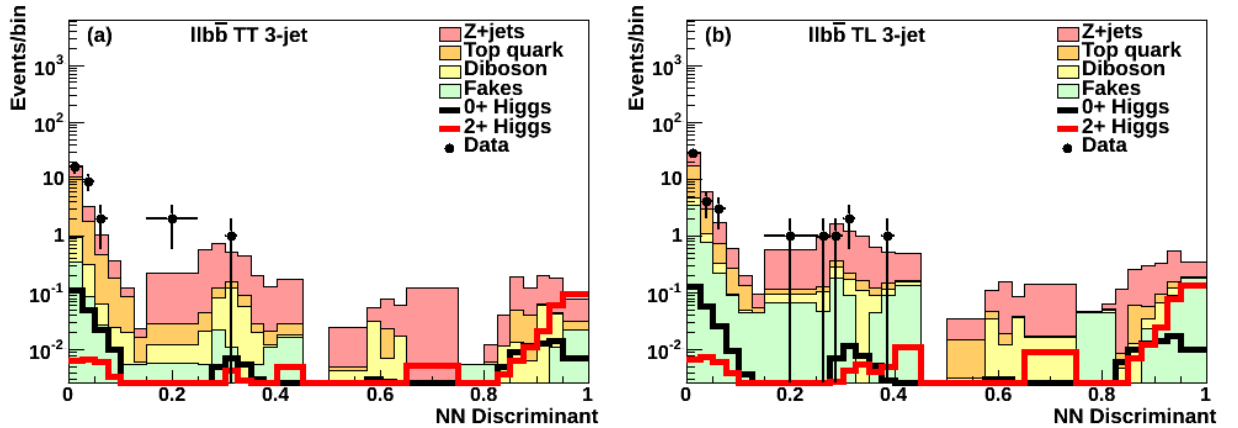 (a) llbb̅ TT 3-jet
Events/bin
10³
10²
10
1
10⁻¹
10⁻²
Z+jets
Top quark
Diboson
Fakes
0+ Higgs
2+ Higgs
Data
0 0.2 0.4 0.6 0.8 1
NN Discriminant
(b) llbb̅ TL 3-jet
Events/bin
10³
10²
10
1
10⁻¹
10⁻²
Z+jets
Top quark
Diboson
Fakes
0+ Higgs
2+ Higgs
Data
0 0.2 0.4 0.6 0.8 1
NN Discriminant